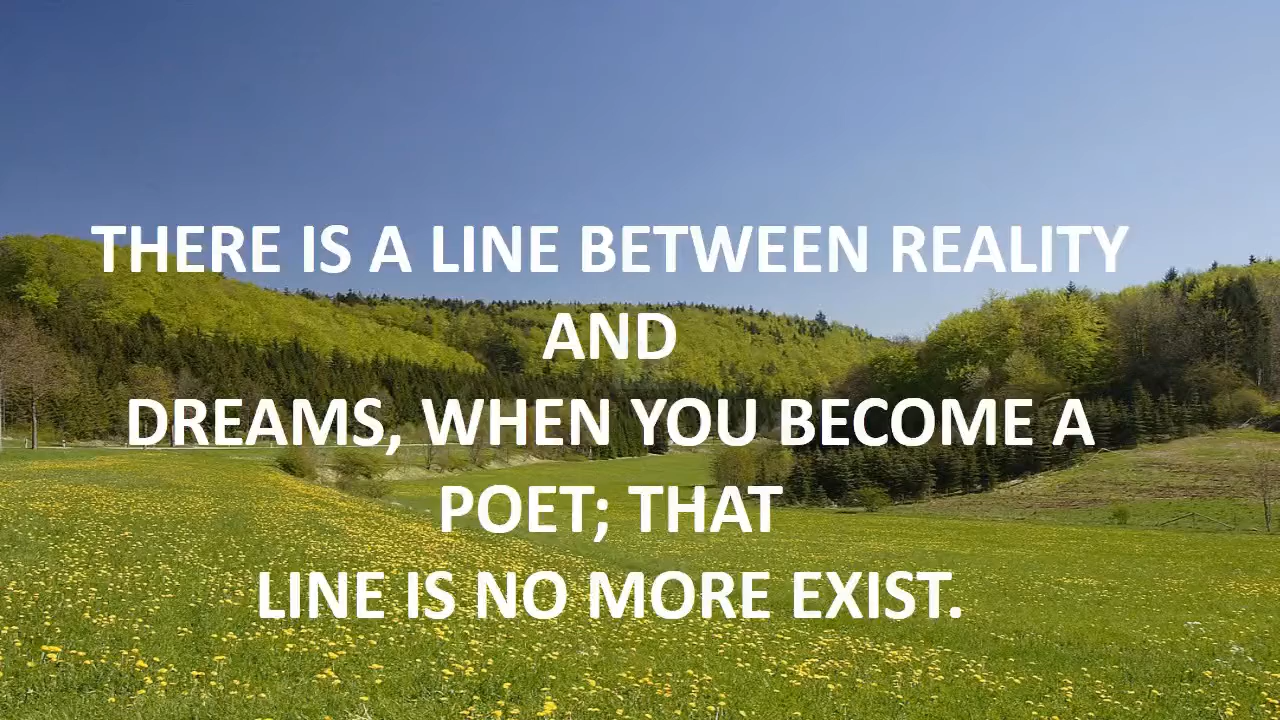 THERE IS A LINE BETWEEN REALITY
AND
DREAMS, WHEN YOU BECOME A
POET; THAT
LINE IS NO MORE EXIST.